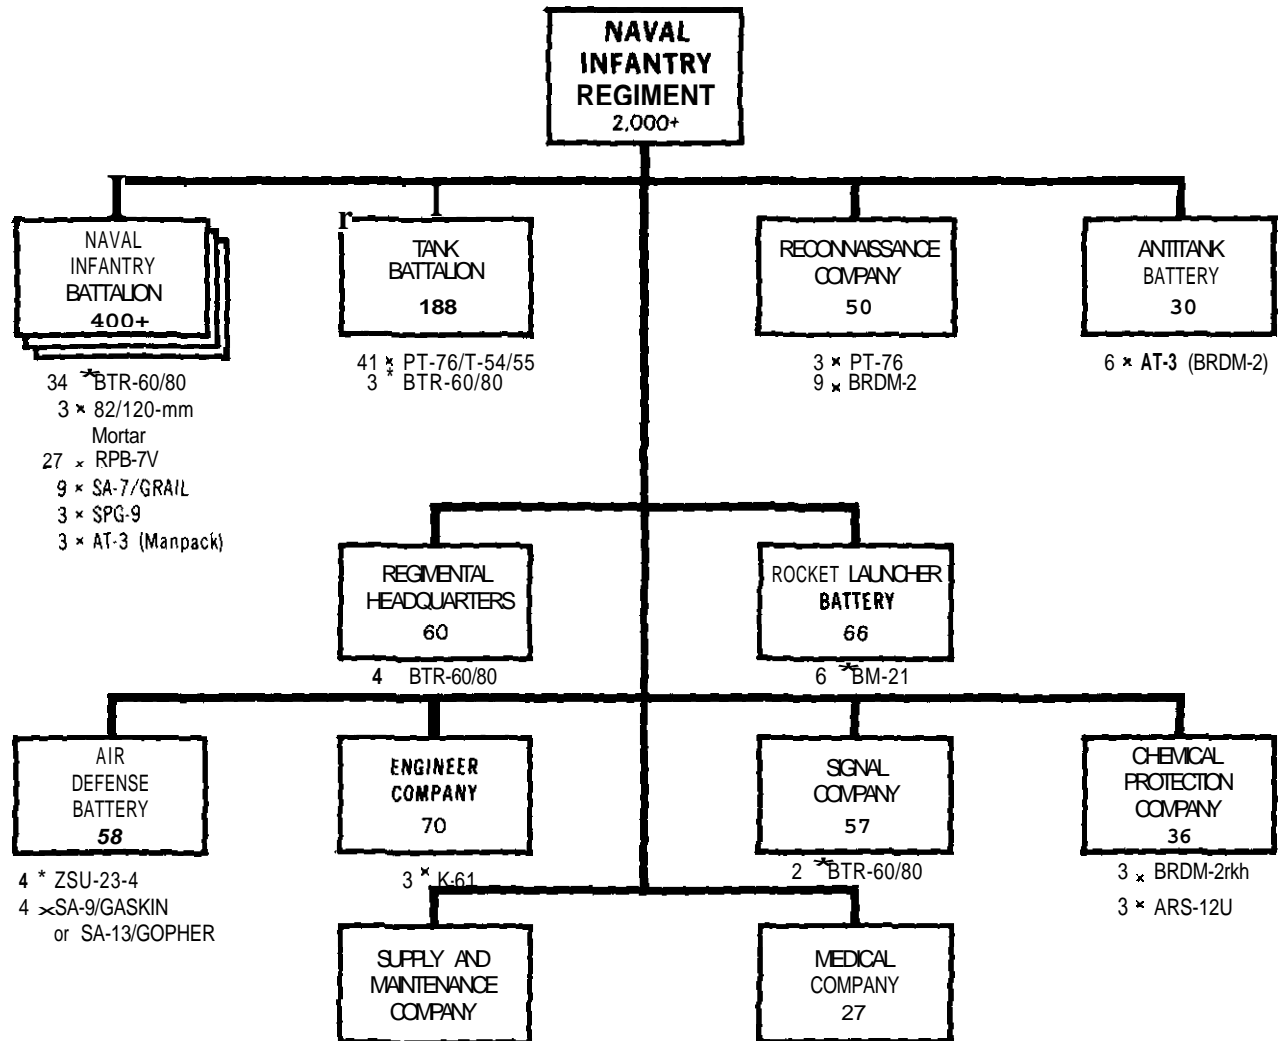 NAVAL
INFANTRY
REGIMENT
2,000+
NAVAL
INFANTRY
BATTALION
400+
34 * BTR-60/80
3 × 82/120-mm
Mortar
27 × RPB-7V
9 × SA-7/GRAIL
3 × SPG-9
3 × AT-3 (Manpack)
TANK
BATTALION
188
41 × PT-76/T-54/55
3 * BTR-60/80
RECONNAISSANCE
COMPANY
50
3 × PT-76
9 × BRDM-2
ANTITANK
BATTERY
30
6 × AT-3 (BRDM-2)
REGIMENTAL
HEADQUARTERS
60
4 BTR-60/80
ROCKET LAUNCHER
BATTERY
66
6 * BM-21
AIR
DEFENSE
BATTERY
58
4 * ZSU-23-4
4 × SA-9/GASKIN
or SA-13/GOPHER
ENGINEER
COMPANY
70
3 × K-61
SIGNAL
COMPANY
57
2 * BTR-60/80
CHEMICAL
PROTECTION
COMPANY
36
3 × BRDM-2rkh
3 × ARS-12U
SUPPLY AND
MAINTENANCE
COMPANY
MEDICAL
COMPANY
27